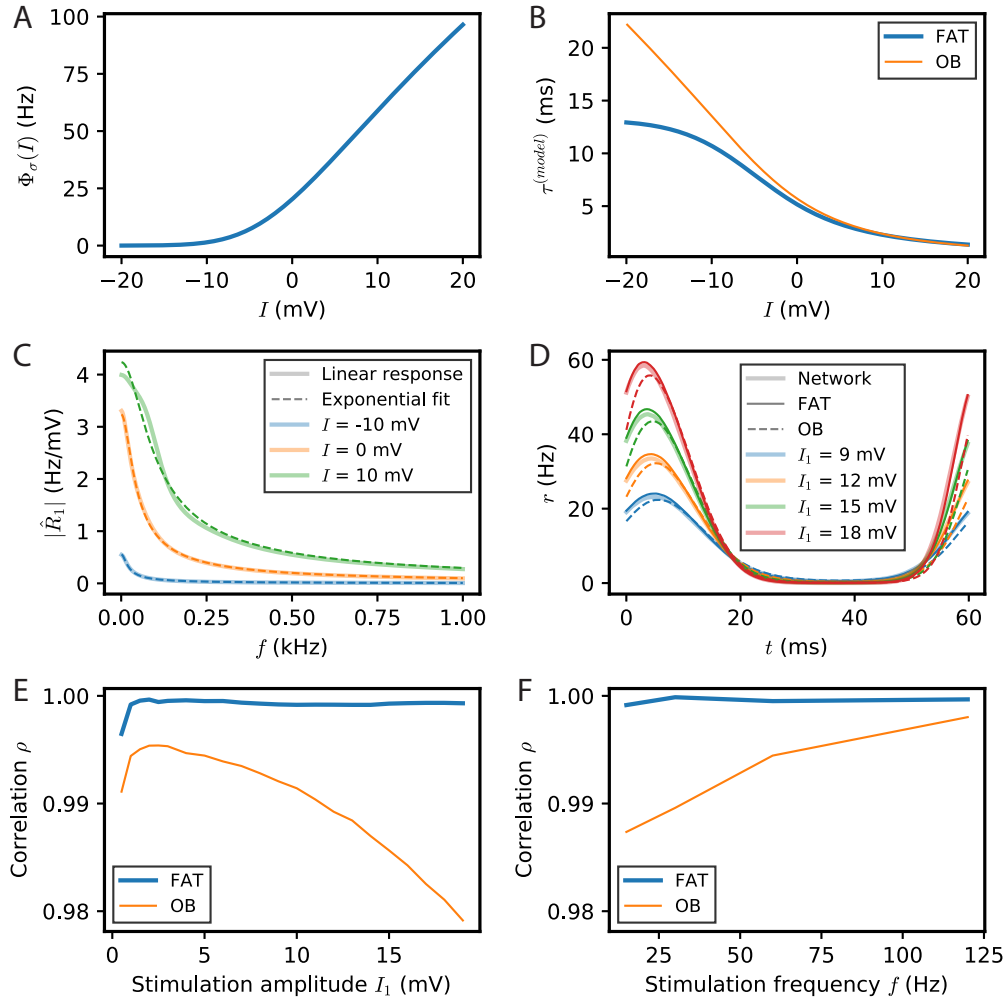 A
100
75
50
25
0
Φσ(I) (Hz)
−20
−10
0
10
20
I (mV)
B
20
15
10
5
τ(model) (ms)
FAT
OB
−20
−10
0
10
20
I (mV)
C
4
3
2
1
0
|R̂1| (Hz/mV)
Linear response
Exponential fit
I = -10 mV
I = 0 mV
I = 10 mV
0.00
0.25
0.50
0.75
1.00
f (kHz)
D
60
40
20
0
r (Hz)
Network
FAT
OB
I1 = 9 mV
I1 = 12 mV
I1 = 15 mV
I1 = 18 mV
0
20
40
60
t (ms)
E
1.00
0.99
0.98
Correlation ρ
FAT
OB
0
5
10
15
Stimulation amplitude I1 (mV)
F
1.00
0.99
0.98
Correlation ρ
FAT
OB
25
50
75
100
125
Stimulation frequency f (Hz)